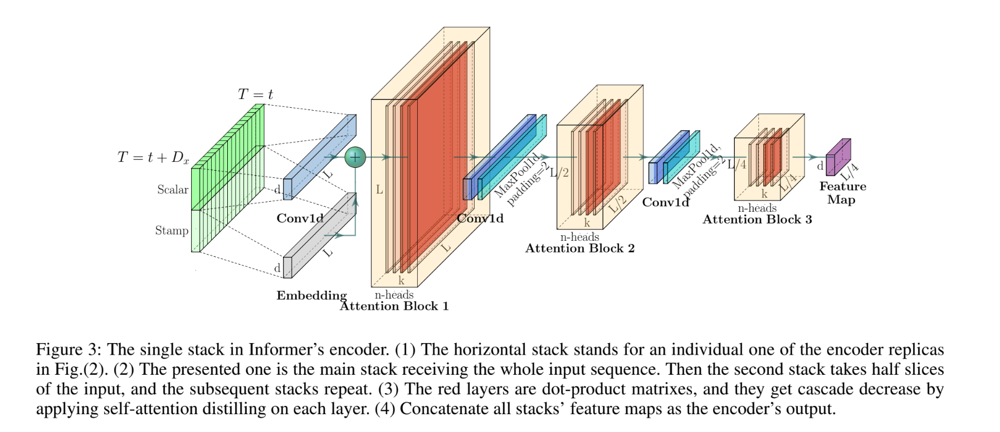 T = t
T = t + Dₓ
Scalar
Stamp
d
L
Conv1d
d
L
Embedding
L
k
L
n-heads
Attention Block 1
Conv1d
MaxPool1d,
padding=2
L/2
k
L/2
n-heads
Attention Block 2
Conv1d
MaxPool1d,
padding=2
L/4
k
L/4
n-heads
Attention Block 3
d
L/4
Feature
Map
Figure 3: The single stack in Informer's encoder. (1) The horizontal stack stands for an individual one of the encoder replicas
in Fig.(2). (2) The presented one is the main stack receiving the whole input sequence. Then the second stack takes half slices
of the input, and the subsequent stacks repeat. (3) The red layers are dot-product matrixes, and they get cascade decrease by
applying self-attention distilling on each layer. (4) Concatenate all stacks' feature maps as the encoder's output.